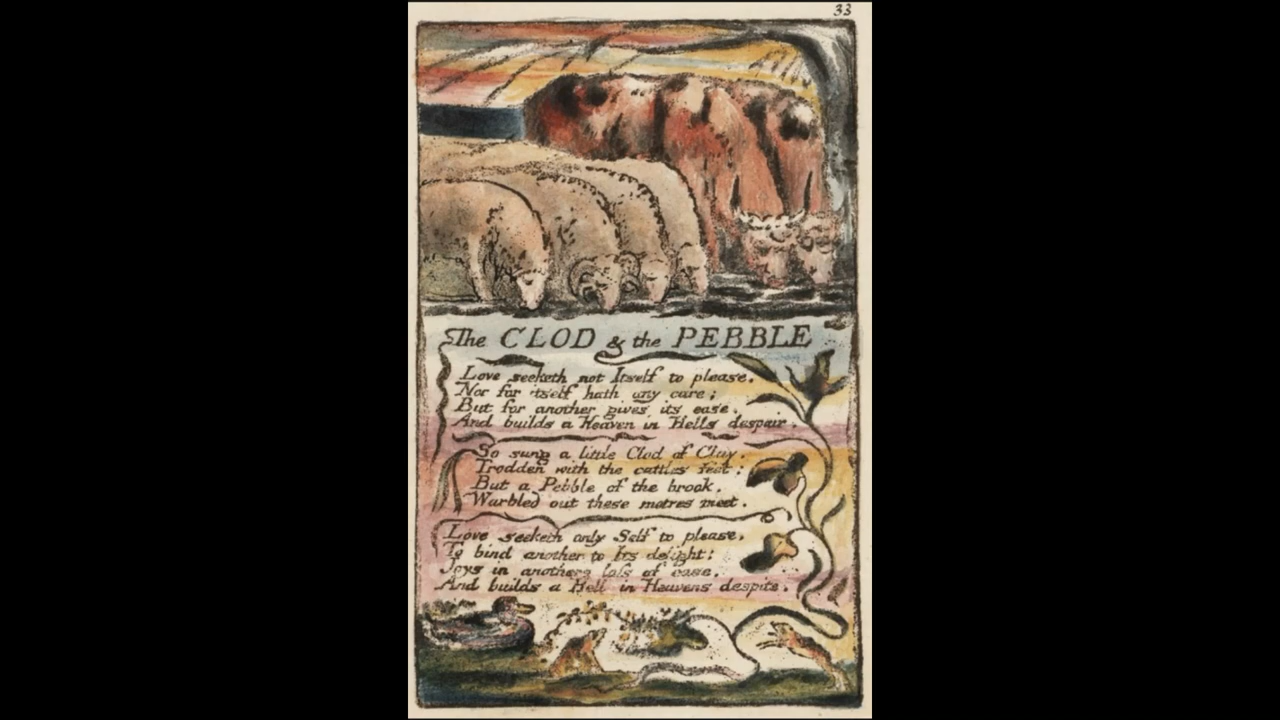 33
The CLOD & the PEBBLE
Love seeketh not Itself to please,
Nor for itself hath any care;
But for another gives its ease,
And builds a Heaven in Hells despair.
So sung a little Clod of Clay,
Trodden with the cattles feet:
But a Pebble of the brook,
Warbled out these metres meet.
Love seeketh only Self to please,
To bind another to Its delight:
Joys in anothers loss of ease,
And builds a Hell in Heavens despite.